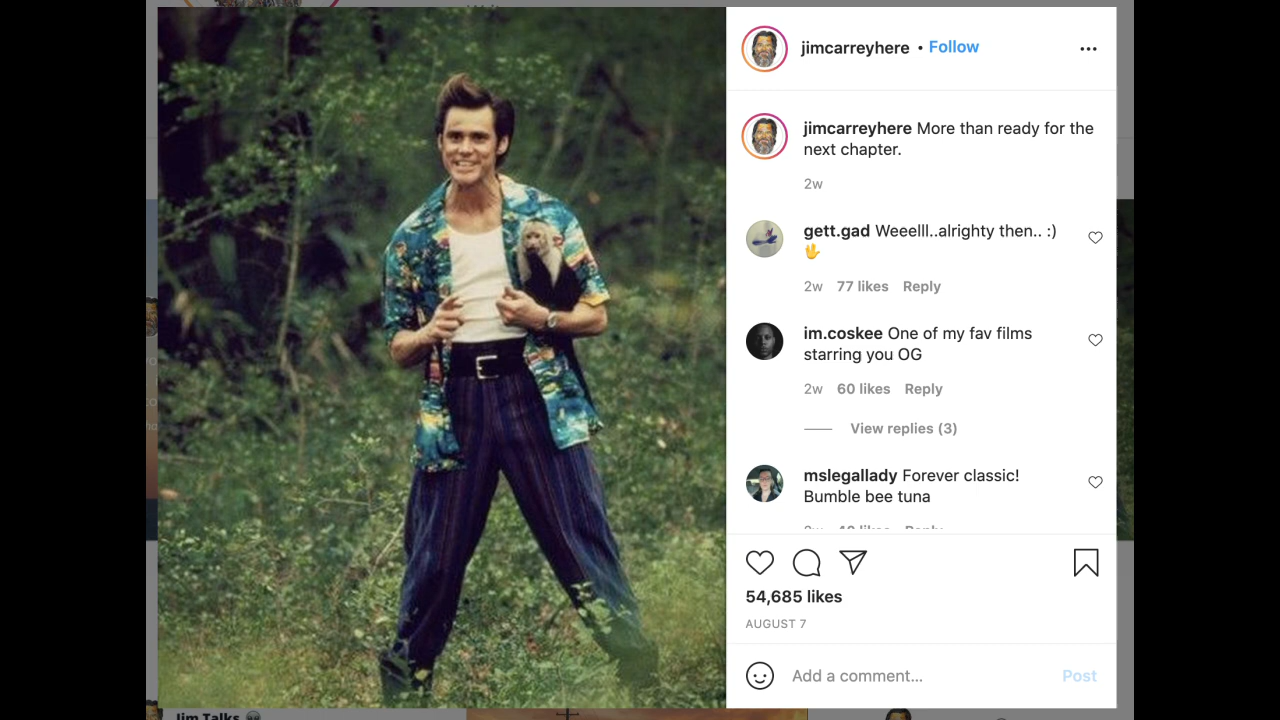 jimcarreyhere • Follow
jimcarreyhere More than ready for the
next chapter.
2w
gett.gad Weeelll..alrighty then.. :)
🖖
2w 77 likes Reply
im.coskee One of my fav films
starring you OG
2w 60 likes Reply
View replies (3)
mslegallady Forever classic!
Bumble bee tuna
54,685 likes
AUGUST 7
Add a comment... Post
Jim Talks